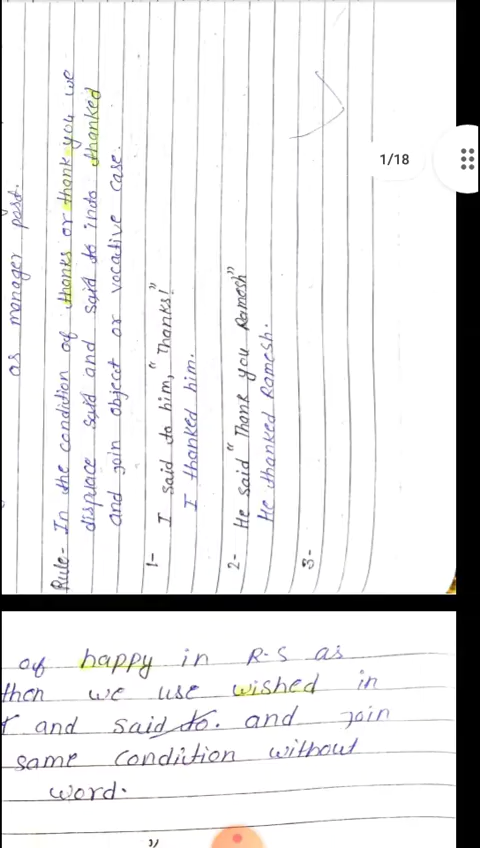 as manager post.
Rule- In the condition of thanks or thank you we
displace said and said to into thanked
and join object or vocative case.
1- I said to him, "Thanks!"
I thanked him.
2- He said "Thank you Ramesh"
He thanked Ramesh.
3-
1/18
of happy in R-S as
then we use wished in
and said to. and join
same condition without
word.